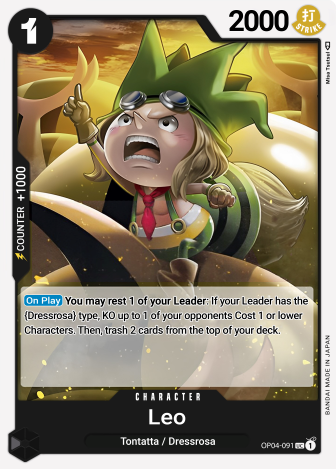 1
2000
打
STRIKE
COUNTER +1000
On Play You may rest 1 of your Leader: If your Leader has the
{Dressrosa} type, KO up to 1 of your opponents Cost 1 or lower
Characters. Then, trash 2 cards from the top of your deck.
BANDAI MADE IN JAPAN
CHARACTER
Leo
Tontatta / Dressrosa
OP04-091 UC 1